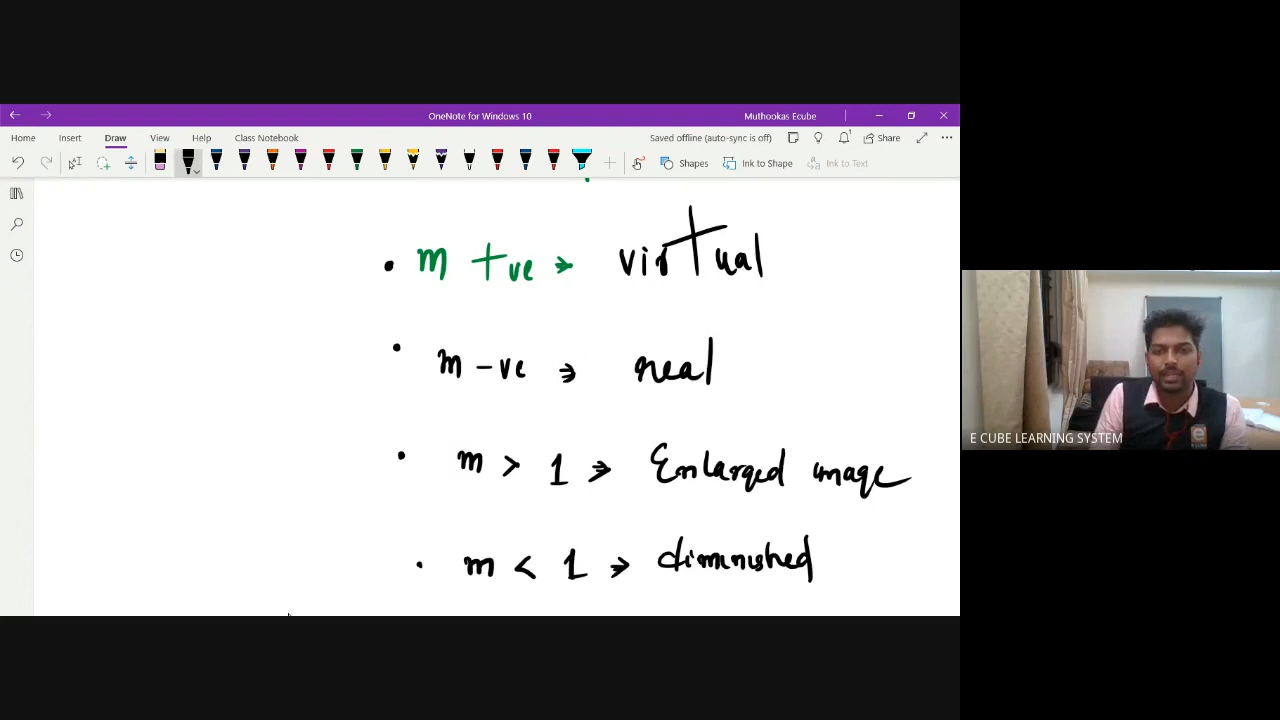 OneNote for Windows 10
Muthookas Ecube
Home Insert Draw View Help Class Notebook
Saved offline (auto-sync is off) Share
Shapes Ink to Shape Ink to Text
• m +ve → virtual
• m -ve → real
• m > 1 → Enlarged image
• m < 1 → diminished
E CUBE LEARNING SYSTEM
e